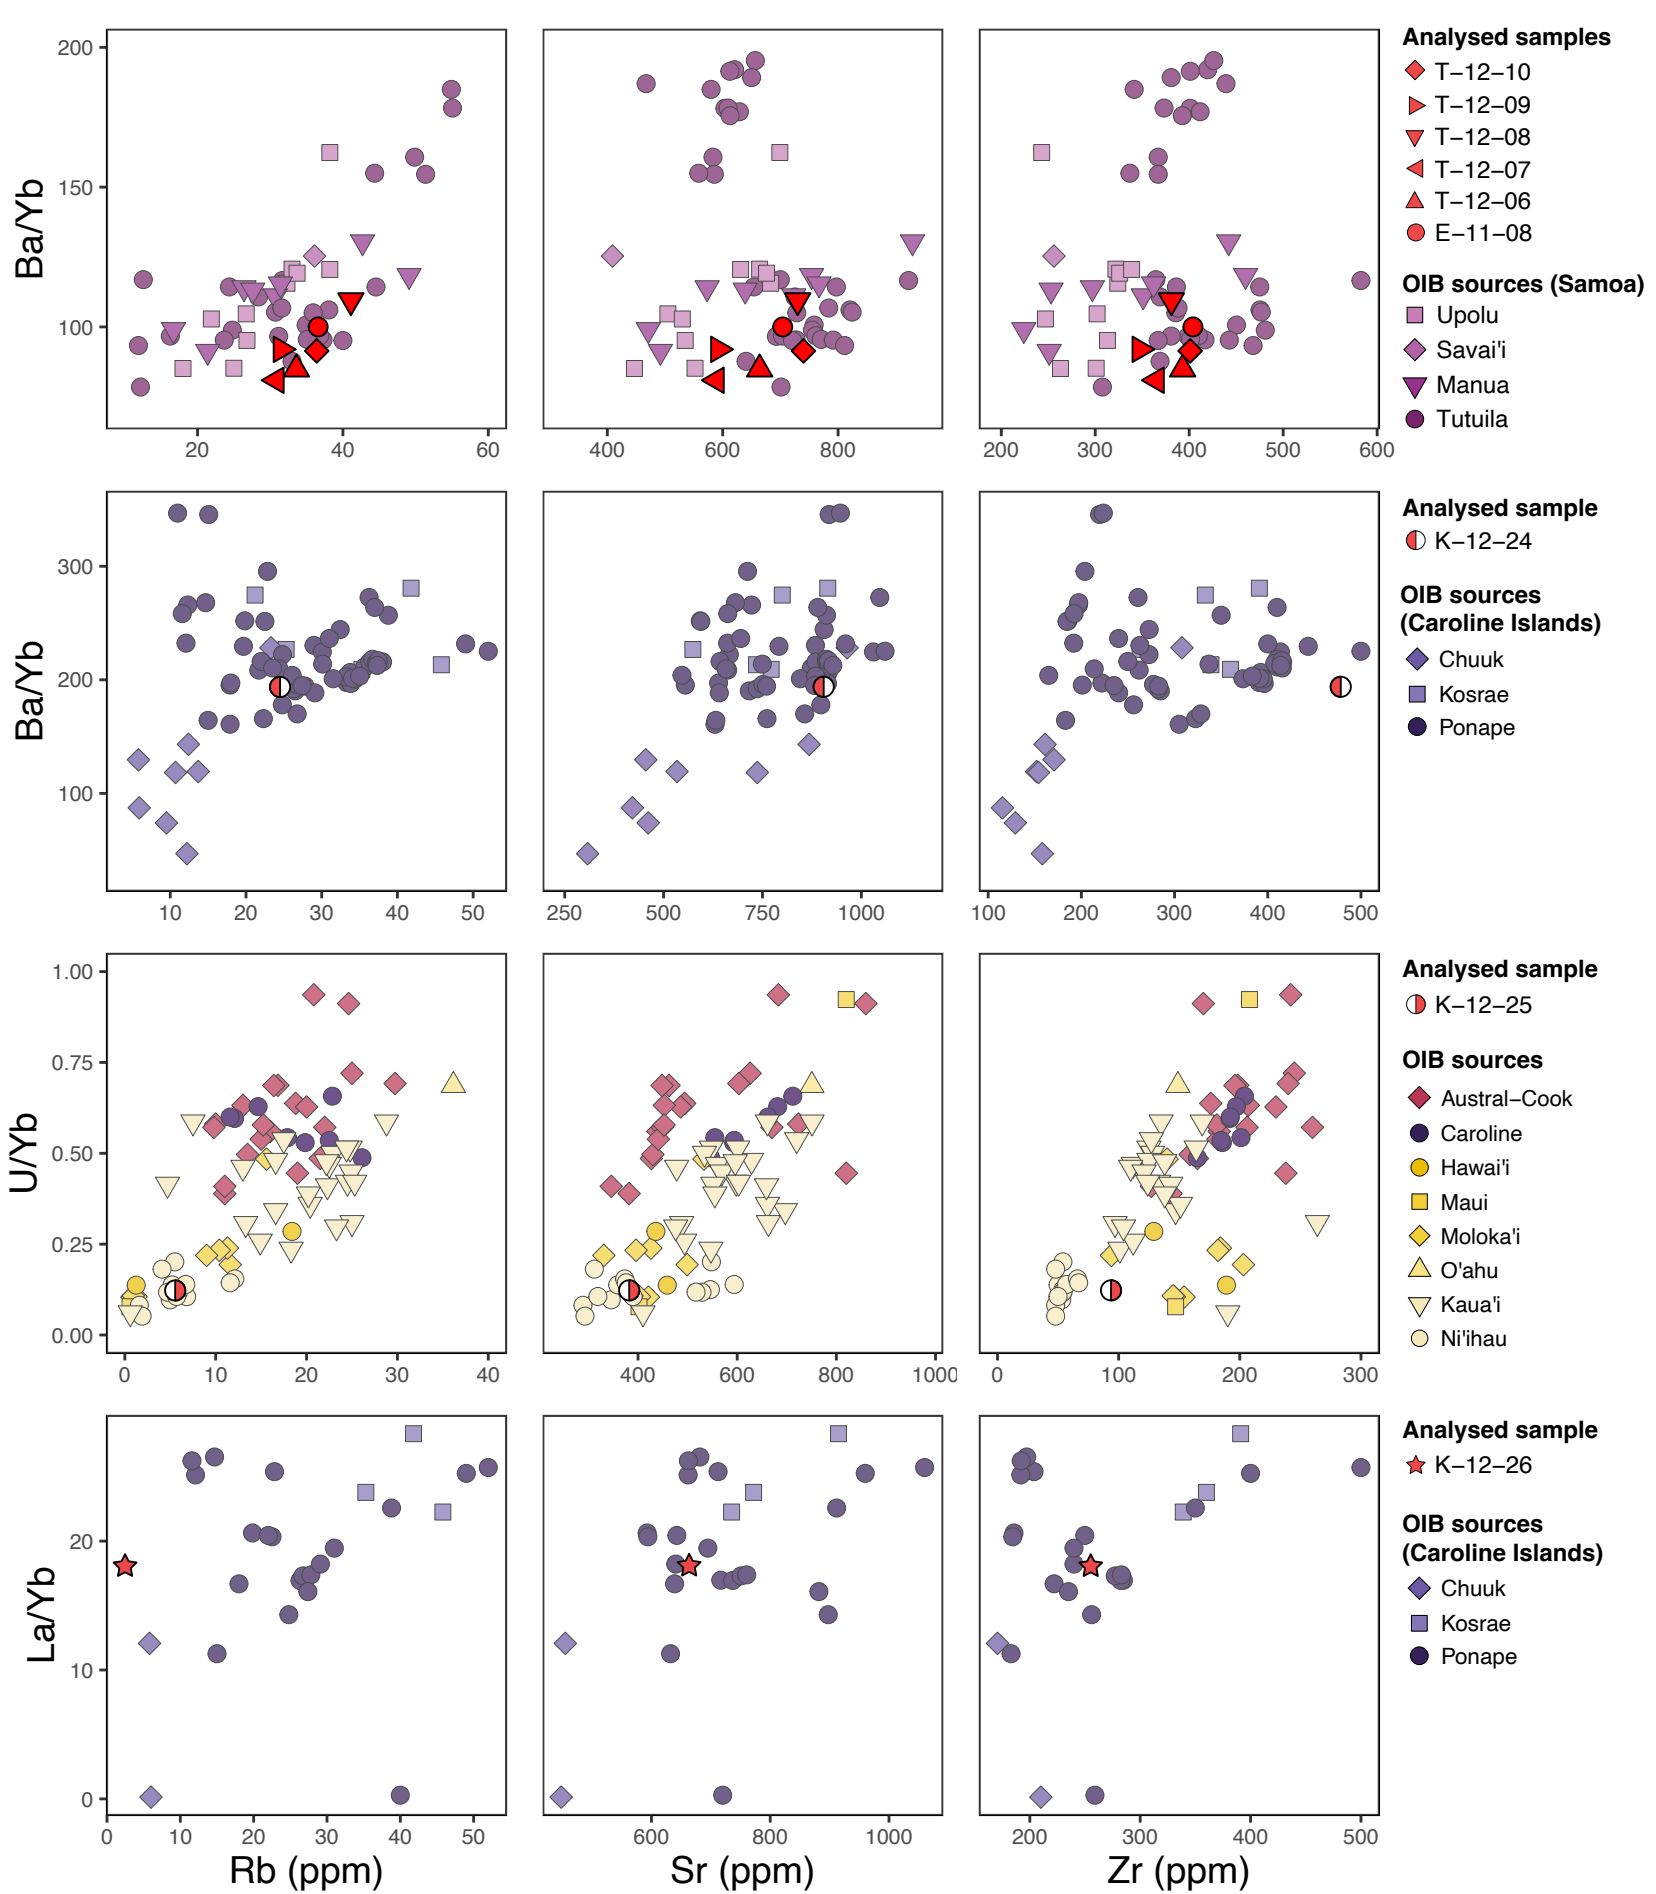 Analysed samples
T−12−10
T−12−09
T−12−08
T−12−07
T−12−06
E−11−08
OIB sources (Samoa)
Upolu
Savai'i
Manua
Tutuila
Ba/Yb
200
150
100
20 40 60
400 600 800
200 300 400 500 600
Analysed sample
K−12−24
OIB sources
(Caroline Islands)
Chuuk
Kosrae
Ponape
Ba/Yb
300
200
100
10 20 30 40 50
250 500 750 1000
100 200 300 400 500
Analysed sample
K−12−25
OIB sources
Austral−Cook
Caroline
Hawai'i
Maui
Moloka'i
O'ahu
Kaua'i
Ni'ihau
U/Yb
1.00
0.75
0.50
0.25
0.00
0 10 20 30 40
400 600 800 1000
0 100 200 300
Analysed sample
K−12−26
OIB sources
(Caroline Islands)
Chuuk
Kosrae
Ponape
La/Yb
20
10
0
0 10 20 30 40 50
600 800 1000
200 300 400 500
Rb (ppm)
Sr (ppm)
Zr (ppm)